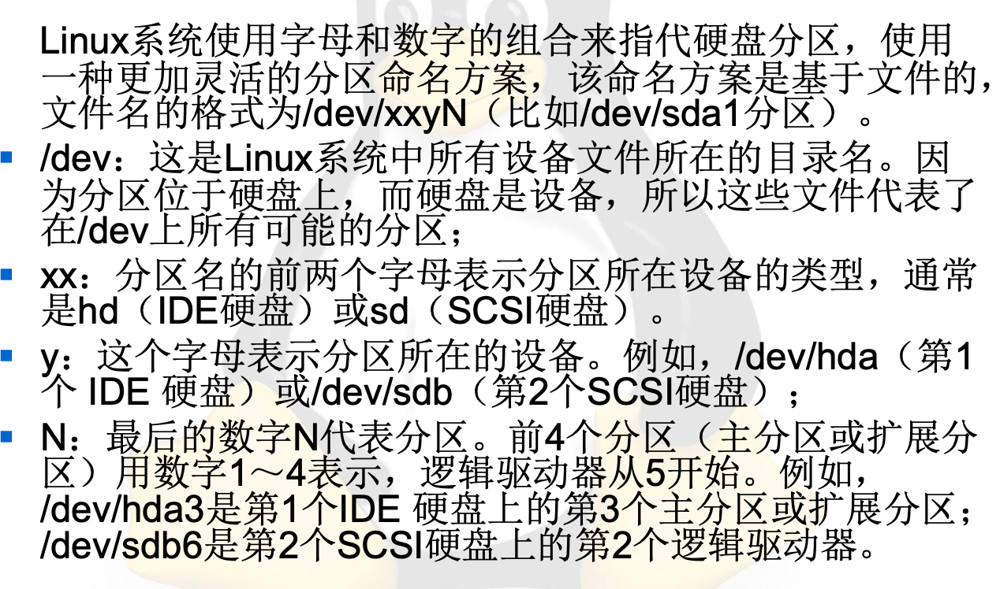 Linux系统使用字母和数字的组合来指代硬盘分区，使用
一种更加灵活的分区命名方案，该命名方案是基于文件的，
文件名的格式为/dev/xxyN（比如/dev/sda1分区）。
/dev：这是Linux系统中所有设备文件所在的目录名。因
为分区位于硬盘上，而硬盘是设备，所以这些文件代表了
在/dev上所有可能的分区；
xx：分区名的前两个字母表示分区所在设备的类型，通常
是hd（IDE硬盘）或sd（SCSI硬盘）。
y：这个字母表示分区所在的设备。例如，/dev/hda（第1
个 IDE 硬盘）或/dev/sdb（第2个SCSI硬盘）；
N：最后的数字N代表分区。前4个分区（主分区或扩展分
区）用数字1～4表示，逻辑驱动器从5开始。例如，
/dev/hda3是第1个IDE 硬盘上的第3个主分区或扩展分区；
/dev/sdb6是第2个SCSI硬盘上的第2个逻辑驱动器。